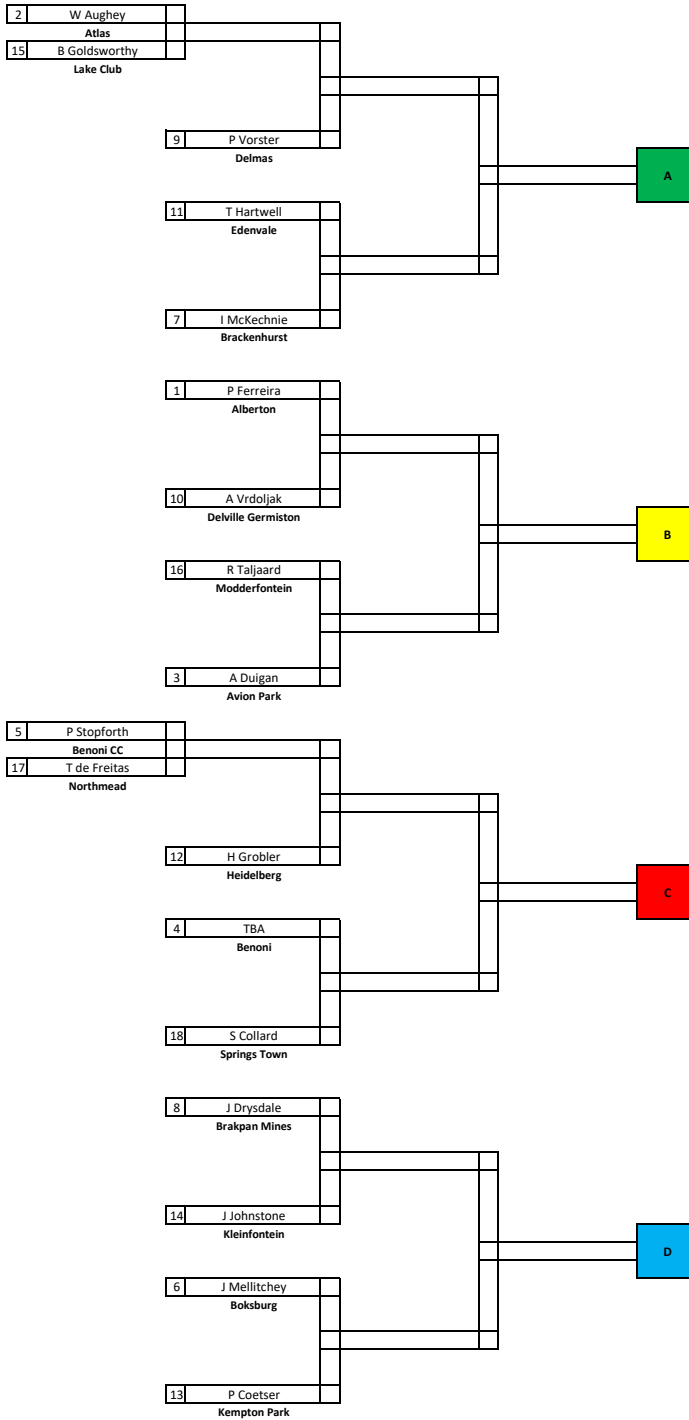 2 W Aughey
Atlas
15 B Goldsworthy
Lake Club
9 P Vorster
Delmas
A
11 T Hartwell
Edenvale
7 I McKechnie
Brackenhurst
1 P Ferreira
Alberton
10 A Vrdoljak
Delville Germiston
B
16 R Taljaard
Modderfontein
3 A Duigan
Avion Park
5 P Stopforth
Benoni CC
17 T de Freitas
Northmead
12 H Grobler
Heidelberg
C
4 TBA
Benoni
18 S Collard
Springs Town
8 J Drysdale
Brakpan Mines
14 J Johnstone
Kleinfontein
D
6 J Mellitchey
Boksburg
13 P Coetser
Kempton Park